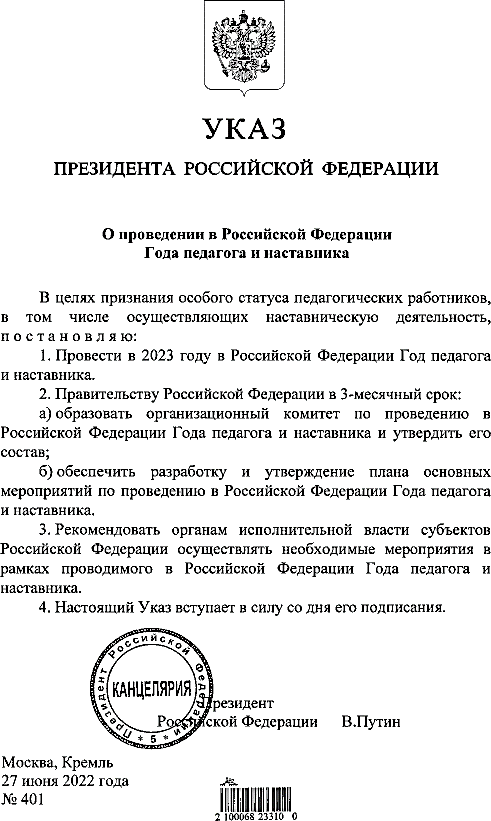 УКАЗ
ПРЕЗИДЕНТА РОССИЙСКОЙ ФЕДЕРАЦИИ
О проведении в Российской Федерации
Года педагога и наставника
В целях признания особого статуса педагогических работников,
в том числе осуществляющих наставническую деятельность,
постановляю:
1. Провести в 2023 году в Российской Федерации Год педагога
и наставника.
2. Правительству Российской Федерации в 3-месячный срок:
а) образовать организационный комитет по проведению в
Российской Федерации Года педагога и наставника и утвердить его
состав;
б) обеспечить разработку и утверждение плана основных
мероприятий по проведению в Российской Федерации Года педагога
и наставника.
3. Рекомендовать органам исполнительной власти субъектов
Российской Федерации осуществлять необходимые мероприятия в
рамках проводимого в Российской Федерации Года педагога и
наставника.
4. Настоящий Указ вступает в силу со дня его подписания.
Президент Российской Федерации * 5 *
КАНЦЕЛЯРИЯ
Президент
Российской Федерации В.Путин
Москва, Кремль
27 июня 2022 года
№ 401
2 100068 23310 0